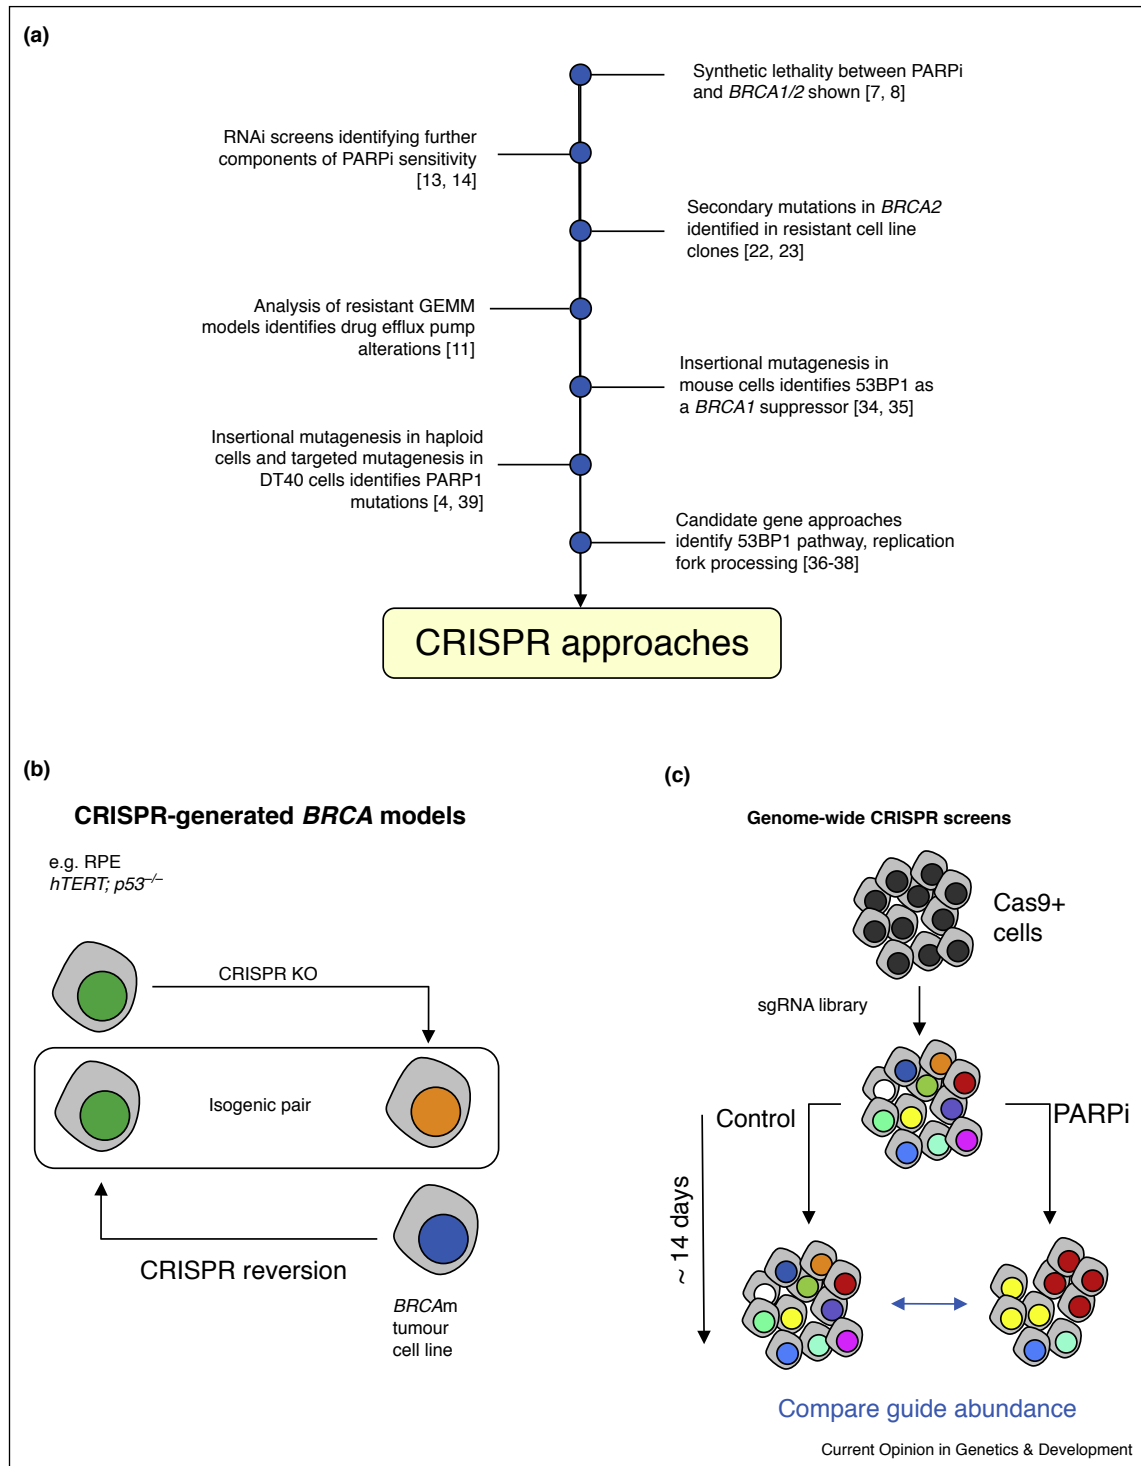 (a)
Synthetic lethality between PARPi
and BRCA1/2 shown [7, 8]
RNAi screens identifying further
components of PARPi sensitivity
[13, 14]
Secondary mutations in BRCA2
identified in resistant cell line
clones [22, 23]
Analysis of resistant GEMM
models identifies drug efflux pump
alterations [11]
Insertional mutagenesis in
mouse cells identifies 53BP1 as
a BRCA1 suppressor [34, 35]
Insertional mutagenesis in haploid
cells and targeted mutagenesis in
DT40 cells identifies PARP1
mutations [4, 39]
Candidate gene approaches
identify 53BP1 pathway, replication
fork processing [36-38]
CRISPR approaches
(b)
CRISPR-generated BRCA models
e.g. RPE
hTERT; p53–/–
CRISPR KO
Isogenic pair
CRISPR reversion
BRCAm
tumour
cell line
(c)
Genome-wide CRISPR screens
Cas9+
cells
sgRNA library
Control
PARPi
~ 14 days
Compare guide abundance
Current Opinion in Genetics & Development